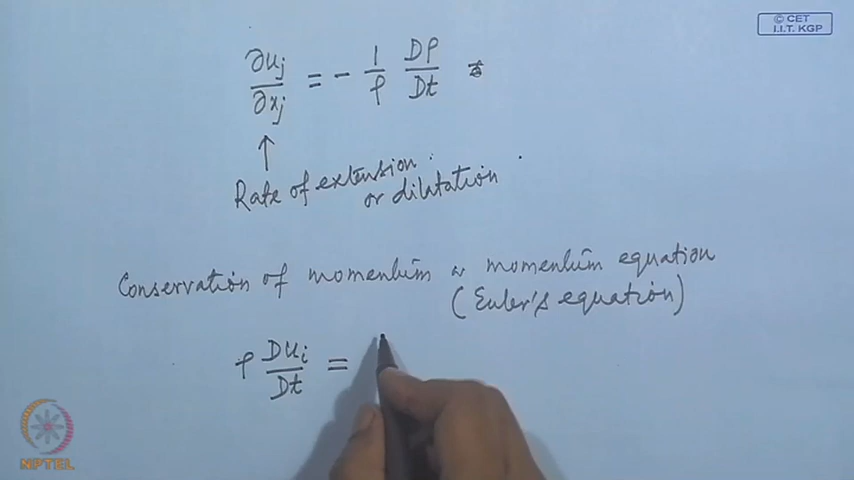 © CET
I.I.T. KGP
∂uj/∂xj = - 1/ρ Dρ/Dt
↑
Rate of extension
or dilatation
Conservation of momentum or momentum equation
(Euler's equation)
ρ Dui/Dt =
NPTEL